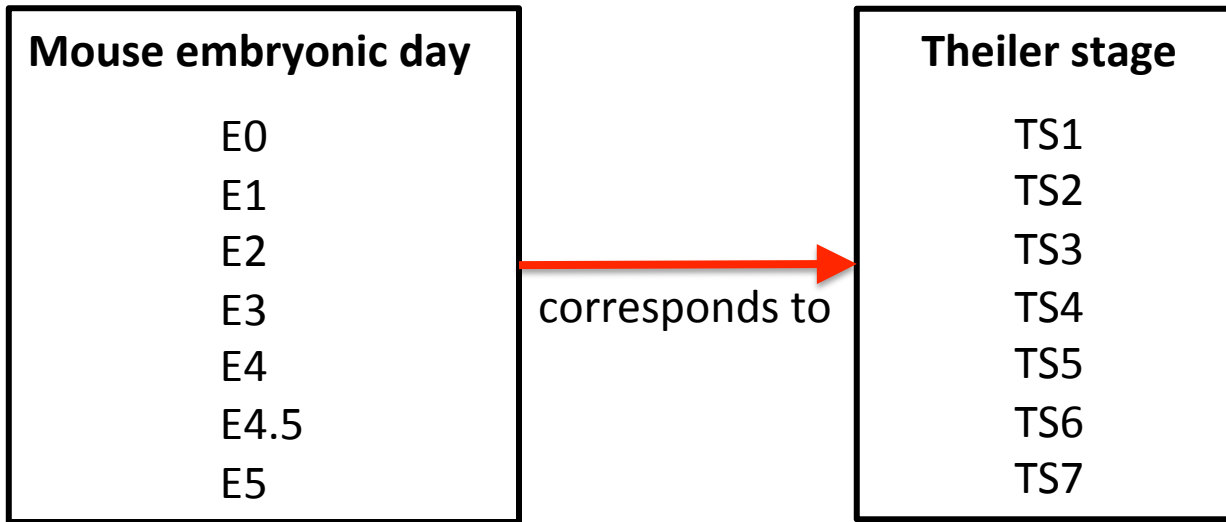 Mouse embryonic day
E0
E1
E2
E3
E4
E4.5
E5
corresponds to
Theiler stage
TS1
TS2
TS3
TS4
TS5
TS6
TS7